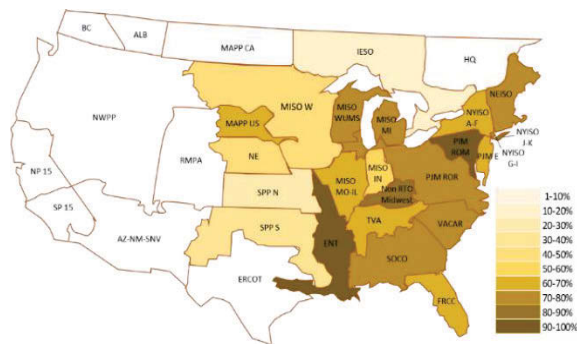 BC
ALB
MAPP CA
IESO
HQ
NWPP
MISO W
MISO
WUMS
MISO
MI
NEISO
NYISO
A-F
NYISO
J-K
NYISO
G-I
MAPP US
NE
RMPA
PJM
ROM
PJM E
NP 15
SP 15
AZ-NM-SNV
SPP N
SPP S
MISO
MO-IL
MISO
IN
Non RTO
Midwest
PJM ROR
TVA
VACAR
ENT
SOCO
ERCOT
FRCC
1-10%
10-20%
20-30%
30-40%
40-50%
50-60%
60-70%
70-80%
80-90%
90-100%